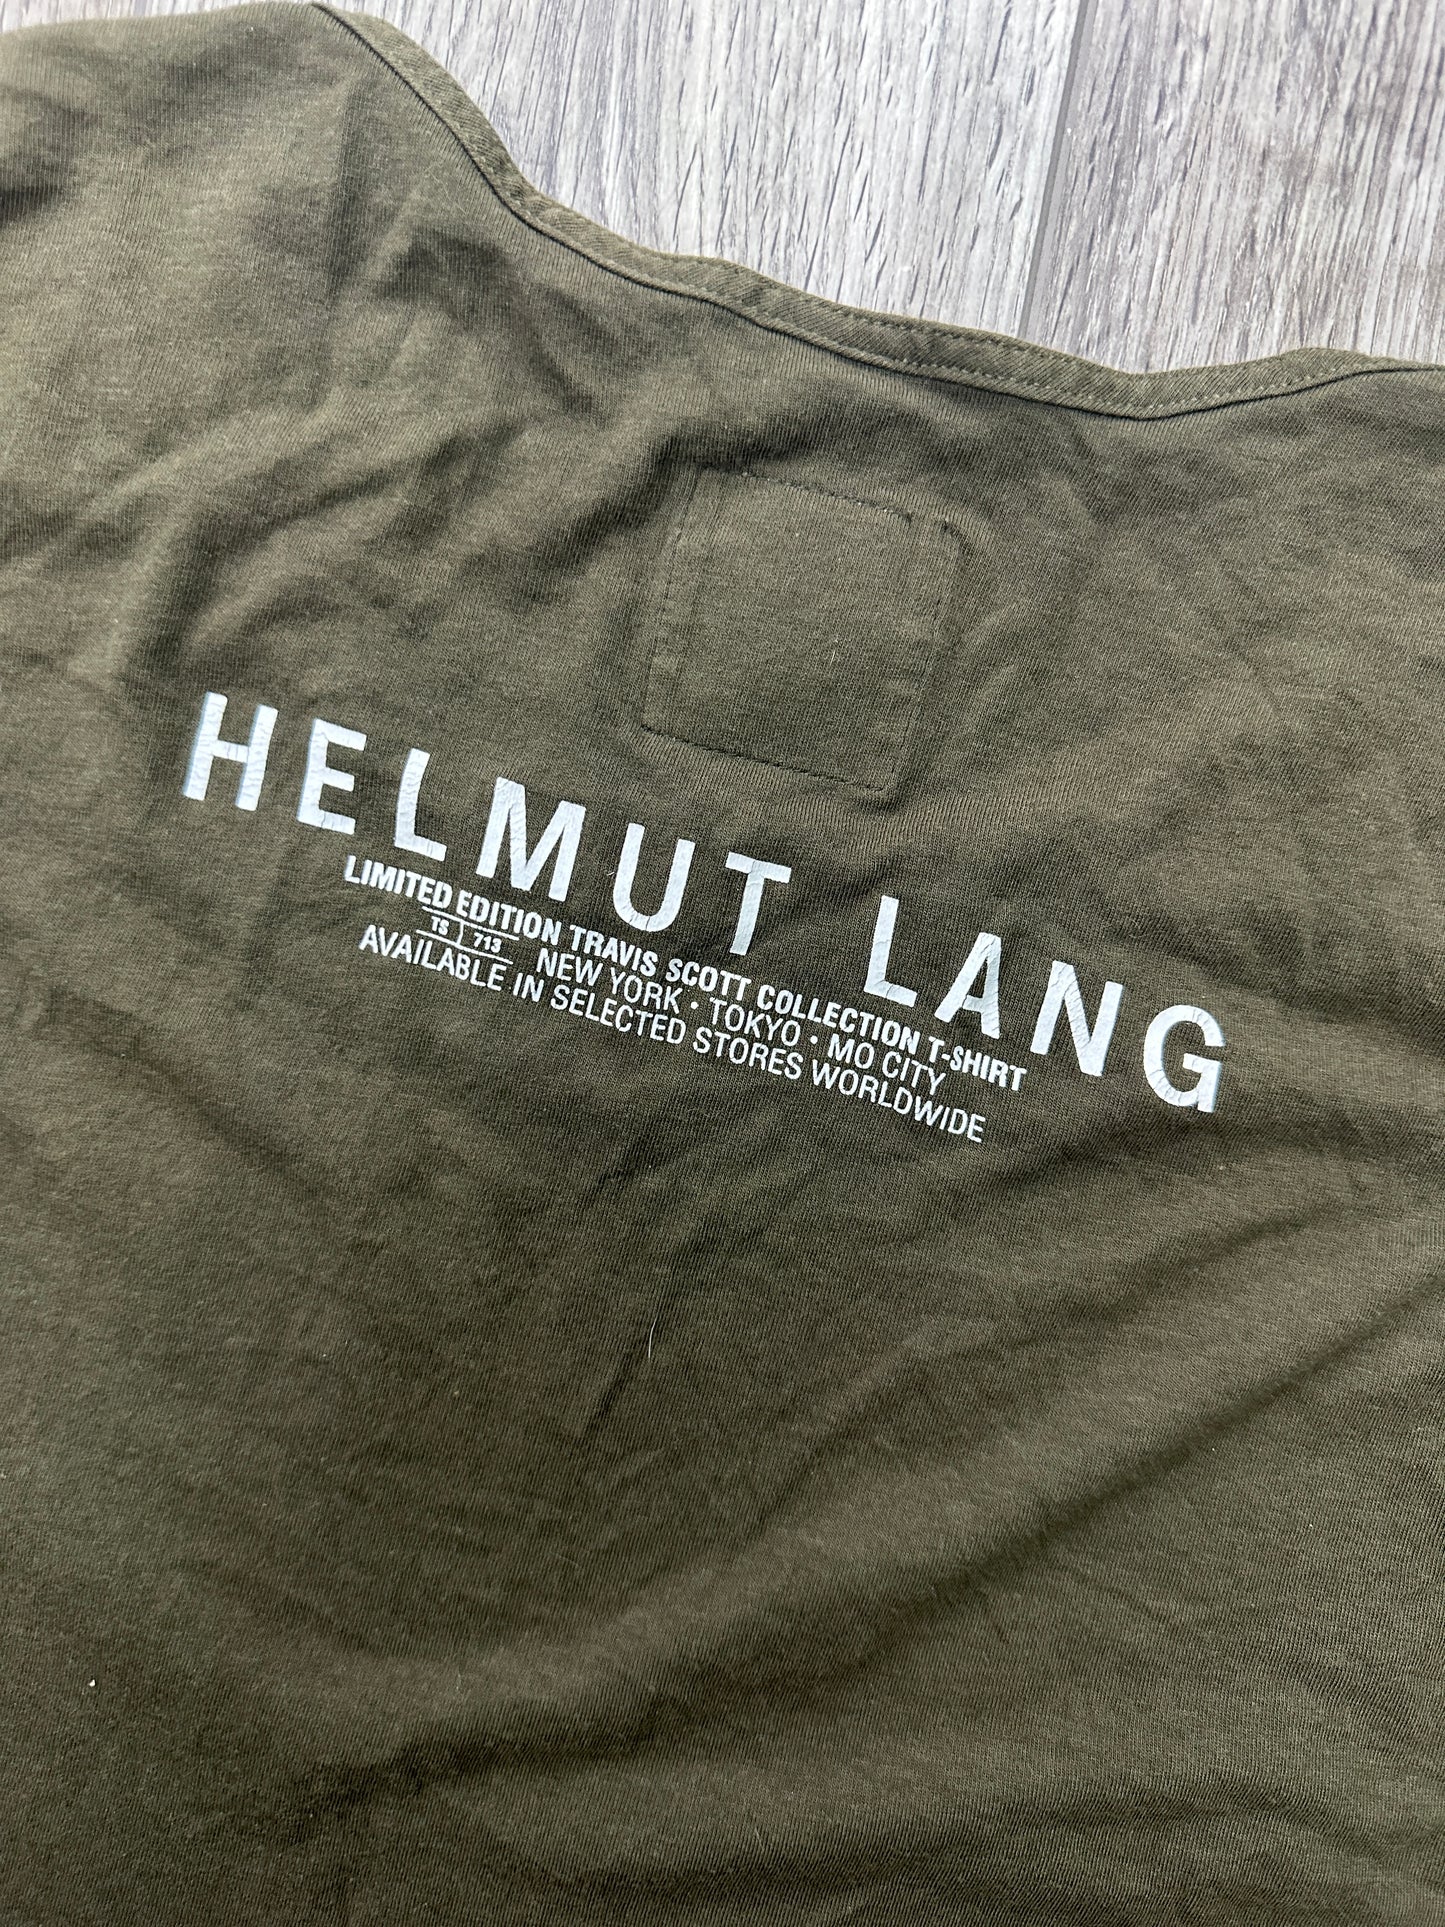 HELMUT LANG
LIMITED EDITION TRAVIS SCOTT COLLECTION T-SHIRT
TS 713 NEW YORK • TOKYO • MO CITY
AVAILABLE IN SELECTED STORES WORLDWIDE